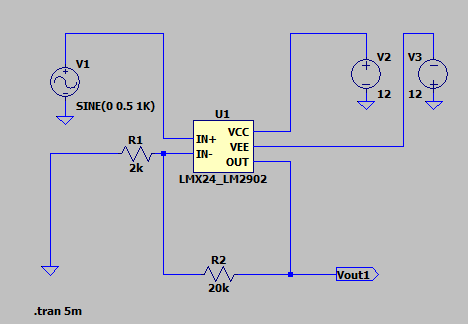 V1
SINE(0 0.5 1K)
V2
12
V3
12
U1
IN+
IN-
VCC
VEE
OUT
LMX24_LM2902
R1
2k
R2
20k
Vout1
.tran 5m